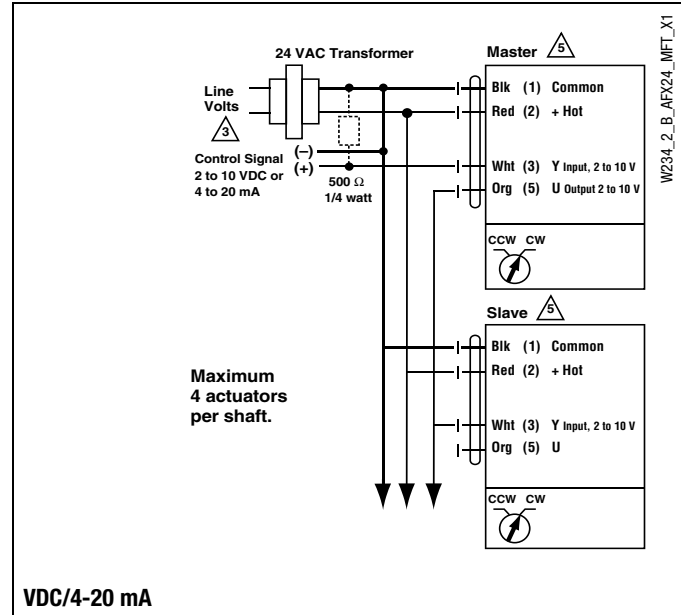 24 VAC Transformer
Line
Volts
3
Control Signal
2 to 10 VDC or
4 to 20 mA
(–)
(+)
500 Ω
1/4 watt
Master 5
Blk (1) Common
Red (2) + Hot
Wht (3) Y Input, 2 to 10 V
Org (5) U Output 2 to 10 V
CCW CW
W234_2_B_AFX24_MFT_X1
Slave 5
Blk (1) Common
Red (2) + Hot
Wht (3) Y Input, 2 to 10 V
Org (5) U
CCW CW
Maximum
4 actuators
per shaft.
VDC/4-20 mA